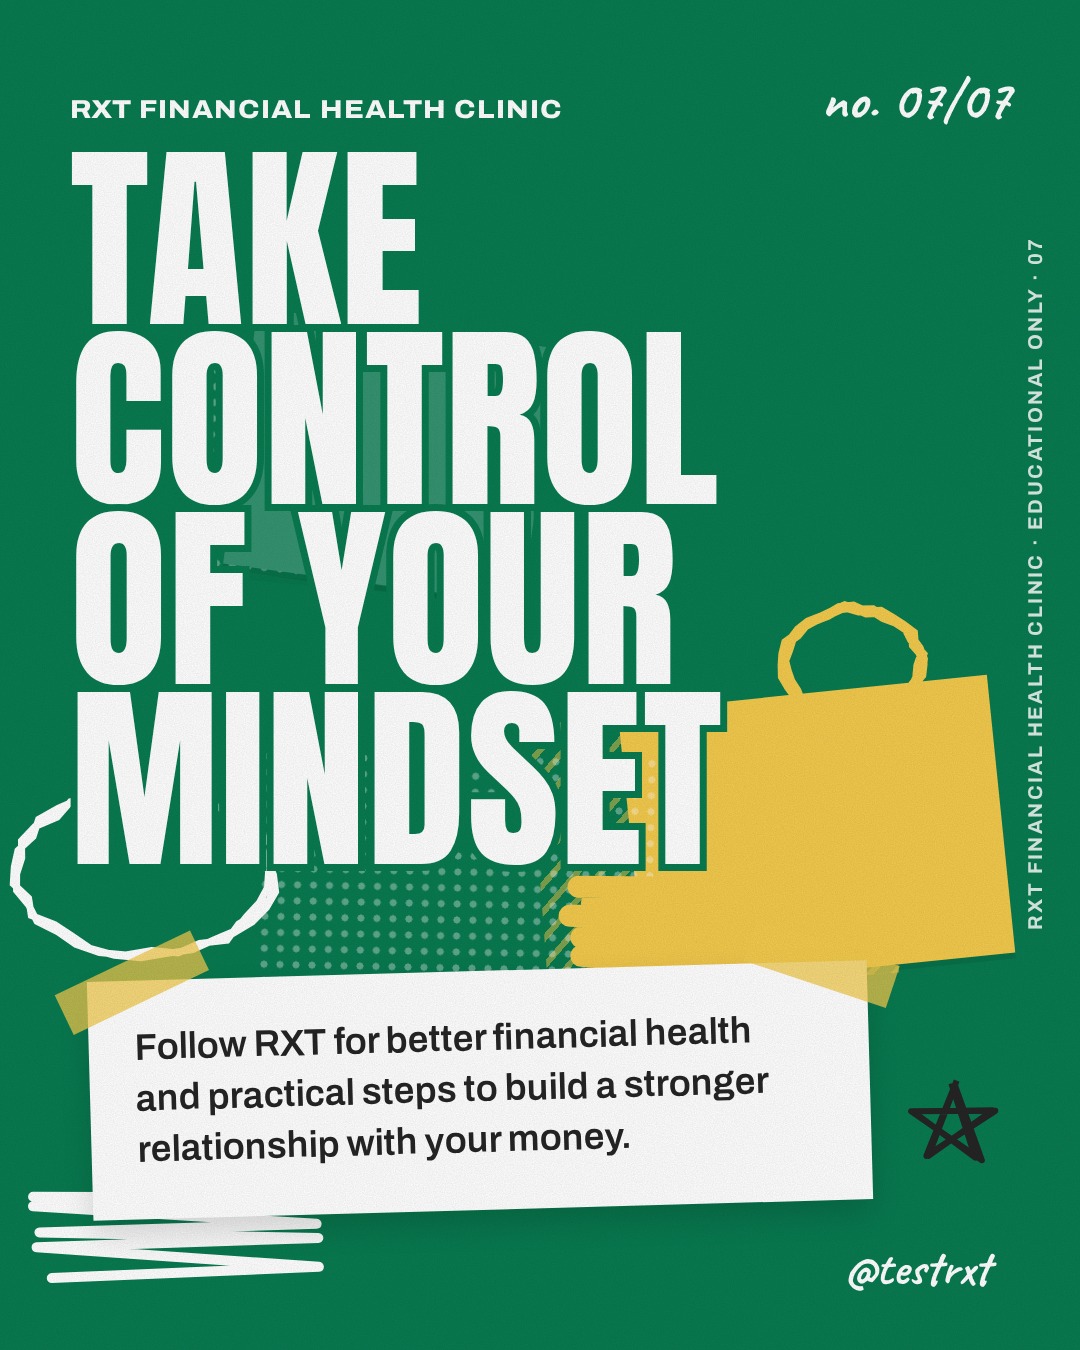 RXT FINANCIAL HEALTH CLINIC
no. 07/07
TAKE
CONTROL
OF YOUR
MINDSET
RXT FINANCIAL HEALTH CLINIC · EDUCATIONAL ONLY · 07
Follow RXT for better financial health
and practical steps to build a stronger
relationship with your money.
@testrxt